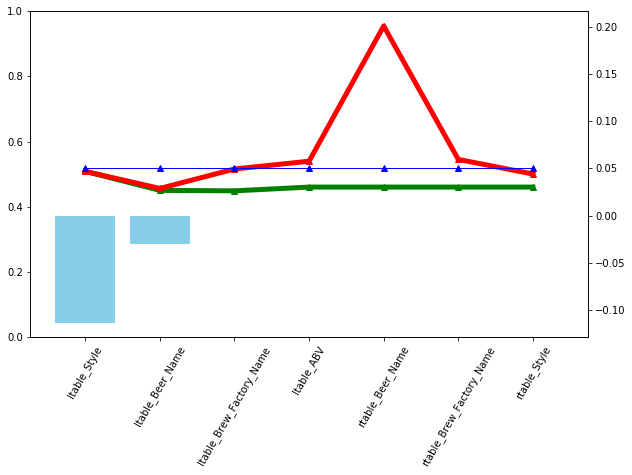 1.0
0.8
0.6
0.4
0.2
0.0
0.20
0.15
0.10
0.05
0.00
−0.05
−0.10
ltable_Style
ltable_Beer_Name
ltable_Brew_Factory_Name
ltable_ABV
rtable_Beer_Name
rtable_Brew_Factory_Name
rtable_Style